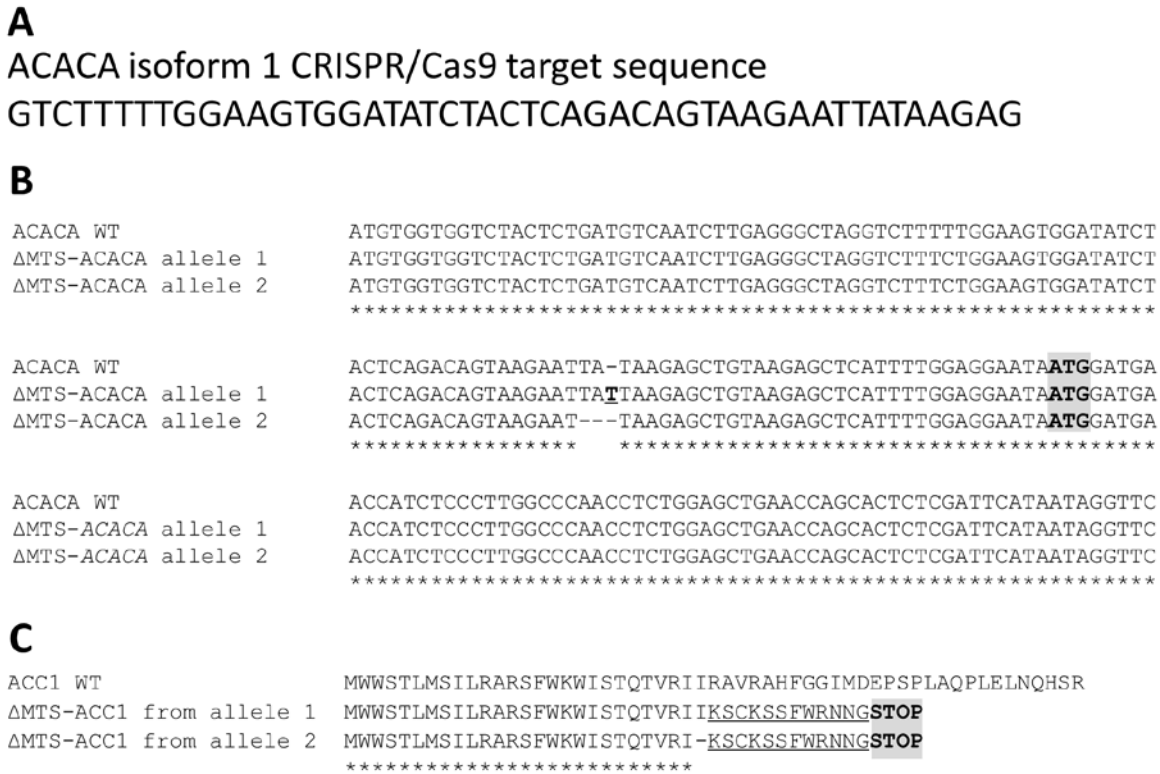 A
ACACA isoform 1 CRISPR/Cas9 target sequence
GTCTTTTTGGAAGTGGATATCTACTCAGACAGTAAGAATTATAAGAG
B
ACACA WT ATGTGGTGGTCTACTCTGATGTCAATCTTGAGGGCTAGGTCTTTTTGGAAGTGGATATCT
ΔMTS-ACACA allele 1 ATGTGGTGGTCTACTCTGATGTCAATCTTGAGGGCTAGGTCTTTCTGGAAGTGGATATCT
ΔMTS-ACACA allele 2 ATGTGGTGGTCTACTCTGATGTCAATCTTGAGGGCTAGGTCTTTCTGGAAGTGGATATCT
************************************************************
ACACA WT ACTCAGACAGTAAGAATTA-TAAGAGCTGTAAGAGCTCATTTTGGAGGAATAATGGATGA
ΔMTS-ACACA allele 1 ACTCAGACAGTAAGAATTATTAAGAGCTGTAAGAGCTCATTTTGGAGGAATAATGGATGA
ΔMTS-ACACA allele 2 ACTCAGACAGTAAGAAT---TAAGAGCTGTAAGAGCTCATTTTGGAGGAATAATGGATGA
*****************   ****************************************
ACACA WT ACCATCTCCCTTGGCCCAACCTCTGGAGCTGAACCAGCACTCTCGATTCATAATAGGTTC
ΔMTS-ACACA allele 1 ACCATCTCCCTTGGCCCAACCTCTGGAGCTGAACCAGCACTCTCGATTCATAATAGGTTC
ΔMTS-ACACA allele 2 ACCATCTCCCTTGGCCCAACCTCTGGAGCTGAACCAGCACTCTCGATTCATAATAGGTTC
************************************************************
C
ACC1 WT MWWSTLMSILRARSFWKWISTQTVRIIRAVRAHFGGIMDEPSPLAQPLELNQHSR
ΔMTS-ACC1 from allele 1 MWWSTLMSILRARSFWKWISTQTVRIIKSCKSSFWRNNGSTOP
ΔMTS-ACC1 from allele 2 MWWSTLMSILRARSFWKWISTQTVRI-KSCKSSFWRNNGSTOP
**************************